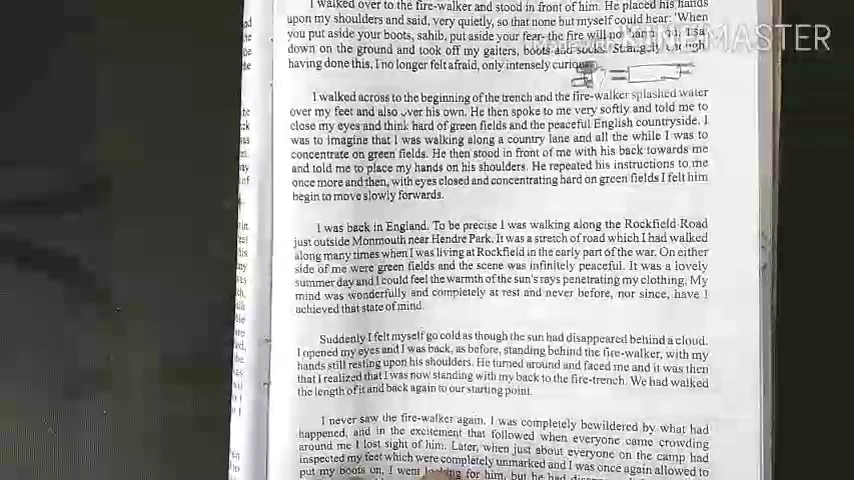 I walked over to the fire-walker and stood in front of him. He placed his hands
upon my shoulders and said, very quietly, so that none but myself could hear: 'When
you put aside your boots, sahib, put aside your fear- the fire will no harm
down on the ground and took off my gaiters, boots and socks. Strangely
having done this, I no longer felt afraid, only intensely curious.
KINEMASTER
I walked across to the beginning of the trench and the fire-walker splashed water
over my feet and also over his own. He then spoke to me very softly and told me to
close my eyes and think hard of green fields and the peaceful English countryside. I
was to imagine that I was walking along a country lane and all the while I was to
concentrate on green fields. He then stood in front of me with his back towards me
and told me to place my hands on his shoulders. He repeated his instructions to me
once more and then, with eyes closed and concentrating hard on green fields I felt him
begin to move slowly forwards.
I was back in England. To be precise I was walking along the Rockfield Road
just outside Monmouth near Hendre Park. It was a stretch of road which I had walked
along many times when I was living at Rockfield in the early part of the war. On either
side of me were green fields and the scene was infinitely peaceful. It was a lovely
summer day and I could feel the warmth of the sun's rays penetrating my clothing. My
mind was wonderfully and completely at rest and never before, nor since, have I
achieved that state of mind.
Suddenly I felt myself go cold as though the sun had disappeared behind a cloud.
I opened my eyes and I was back, as before, standing behind the fire-walker, with my
hands still resting upon his shoulders. He turned around and faced me and it was then
that I realized that I was now standing with my back to the fire-trench. We had walked
the length of it and back again to our starting point.
I never saw the fire-walker again. I was completely bewildered by what had
happened, and in the excitement that followed when everyone came crowding
around me I lost sight of him. Later, when just about everyone on the camp had
inspected my feet which were completely unmarked and I was once again allowed to
put my boots on, I went looking for him, but he had